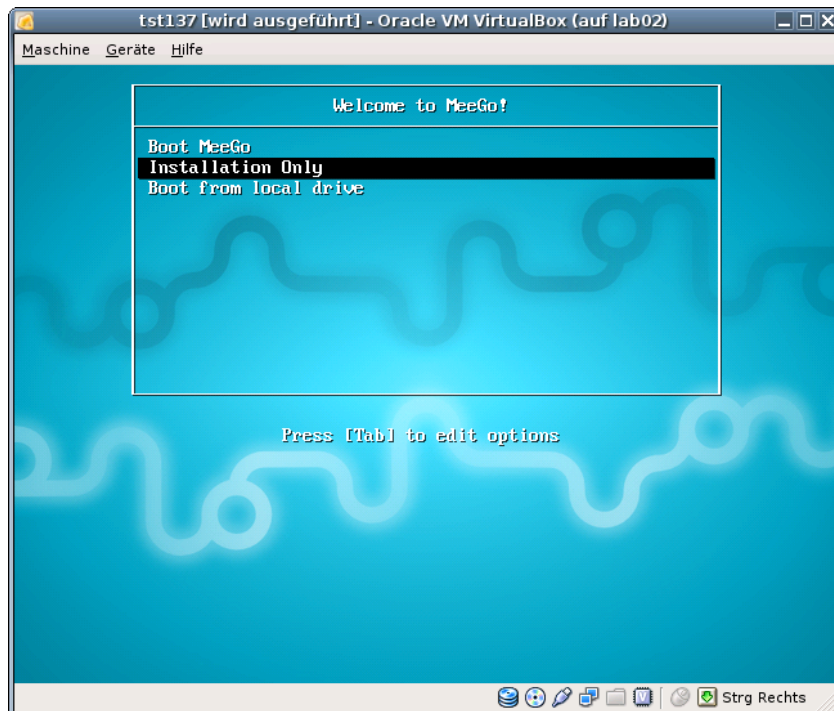 tst137 [wird ausgeführt] - Oracle VM VirtualBox (auf lab02)
Maschine Geräte Hilfe
Welcome to MeeGo!
Boot MeeGo
Installation Only
Boot from local drive
Press [Tab] to edit options
Strg Rechts